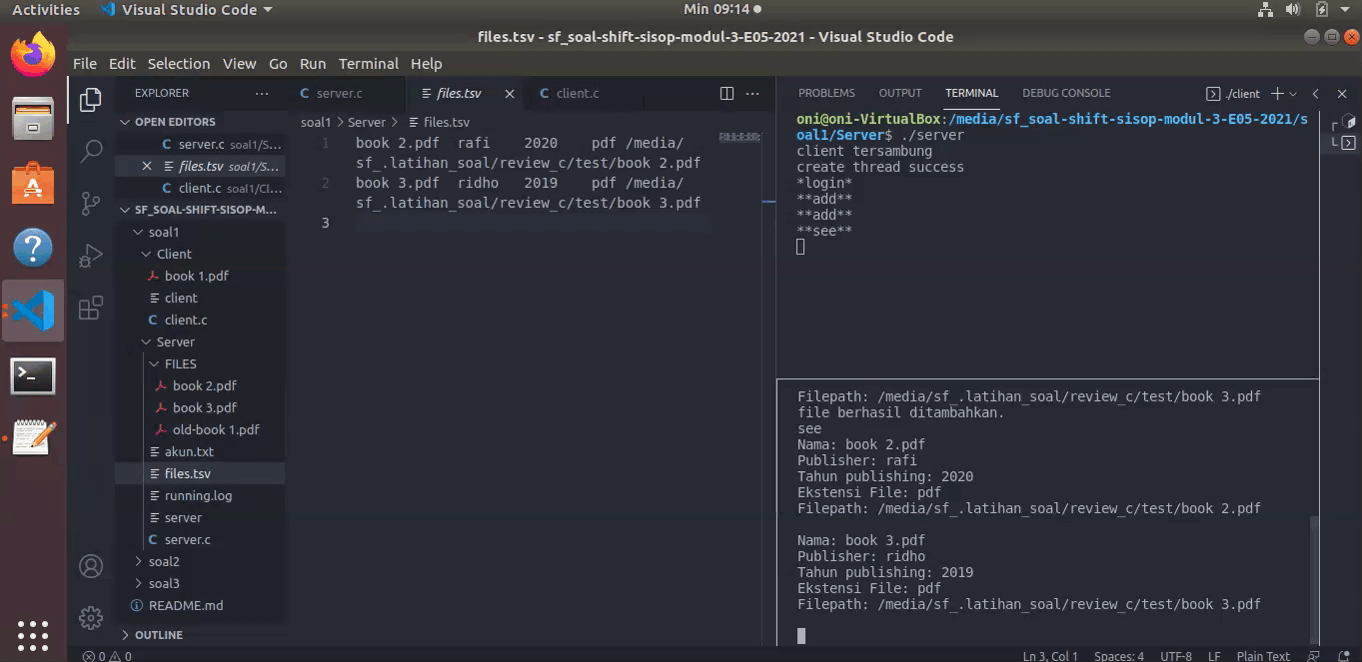 Activities
Visual Studio Code
Min 09:14
files.tsv - sf_soal-shift-sisop-modul-3-E05-2021 - Visual Studio Code
File Edit Selection View Go Run Terminal Help
EXPLORER
OPEN EDITORS
server.c soal1/S...
files.tsv soal1/S...
client.c soal1/Cl...
SF_SOAL-SHIFT-SISOP-M...
soal1
Client
book 1.pdf
client
client.c
Server
FILES
book 2.pdf
book 3.pdf
old-book 1.pdf
akun.txt
files.tsv
running.log
server
server.c
soal2
soal3
README.md
OUTLINE
server.c files.tsv client.c
soal1 > Server > files.tsv
1 book 2.pdf rafi 2020 pdf /media/
sf_.latihan_soal/review_c/test/book 2.pdf
2 book 3.pdf ridho 2019 pdf /media/
sf_.latihan_soal/review_c/test/book 3.pdf
3
PROBLEMS OUTPUT TERMINAL DEBUG CONSOLE ./client
oni@oni-VirtualBox:/media/sf_soal-shift-sisop-modul-3-E05-2021/s
oal1/Server$ ./server
client tersambung
create thread success
*login*
**add**
**add**
**see**
Filepath: /media/sf_.latihan_soal/review_c/test/book 3.pdf
file berhasil ditambahkan.
see
Nama: book 2.pdf
Publisher: rafi
Tahun publishing: 2020
Ekstensi File: pdf
Filepath: /media/sf_.latihan_soal/review_c/test/book 2.pdf
Nama: book 3.pdf
Publisher: ridho
Tahun publishing: 2019
Ekstensi File: pdf
Filepath: /media/sf_.latihan_soal/review_c/test/book 3.pdf
0 0
Ln 3, Col 1 Spaces: 4 UTF-8 LF Plain Text